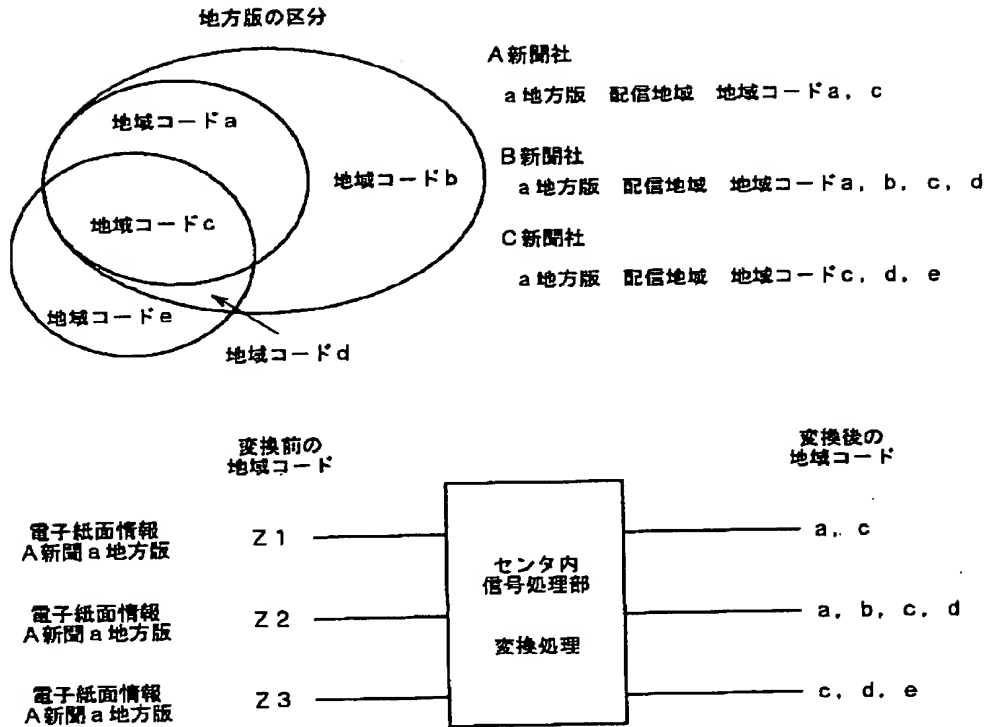 地方版の区分
地域コードa
地域コードb
地域コードc
地域コードe
地域コードd
A新聞社
a地方版 配信地域 地域コードa, c
B新聞社
a地方版 配信地域 地域コードa, b, c, d
C新聞社
a地方版 配信地域 地域コードc, d, e
変換前の
地域コード
変換後の
地域コード
電子紙面情報
A新聞a地方版
Z1
a, c
センタ内
信号処理部
変換処理
電子紙面情報
A新聞a地方版
Z2
a, b, c, d
電子紙面情報
A新聞a地方版
Z3
c, d, e